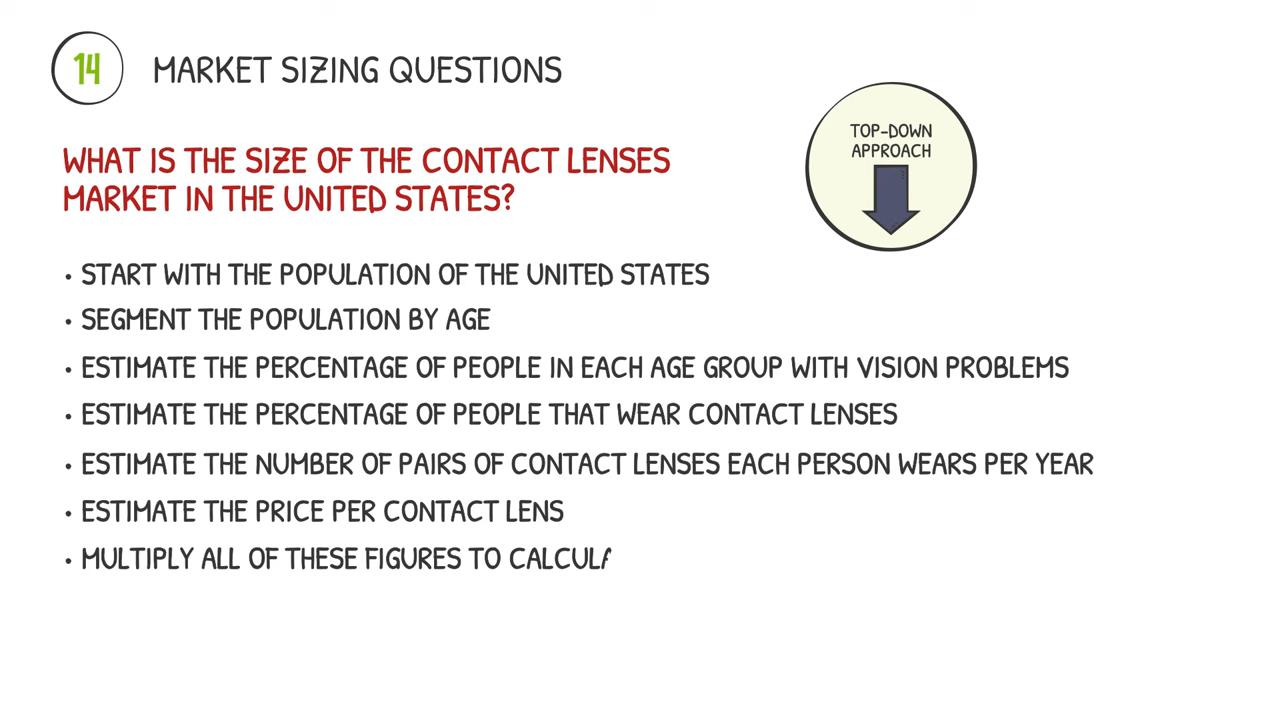 14
MARKET SIZING QUESTIONS
TOP-DOWN
APPROACH
WHAT IS THE SIZE OF THE CONTACT LENSES
MARKET IN THE UNITED STATES?
• START WITH THE POPULATION OF THE UNITED STATES
• SEGMENT THE POPULATION BY AGE
• ESTIMATE THE PERCENTAGE OF PEOPLE IN EACH AGE GROUP WITH VISION PROBLEMS
• ESTIMATE THE PERCENTAGE OF PEOPLE THAT WEAR CONTACT LENSES
• ESTIMATE THE NUMBER OF PAIRS OF CONTACT LENSES EACH PERSON WEARS PER YEAR
• ESTIMATE THE PRICE PER CONTACT LENS
• MULTIPLY ALL OF THESE FIGURES TO